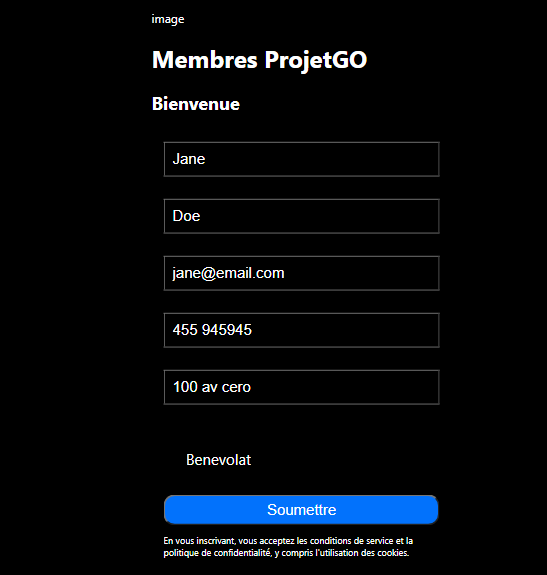 image
Membres ProjetGO
Bienvenue
Jane
Doe
jane@email.com
455 945945
100 av cero
Benevolat
Soumettre
En vous inscrivant, vous acceptez les conditions de service et la
politique de confidentialité, y compris l'utilisation des cookies.